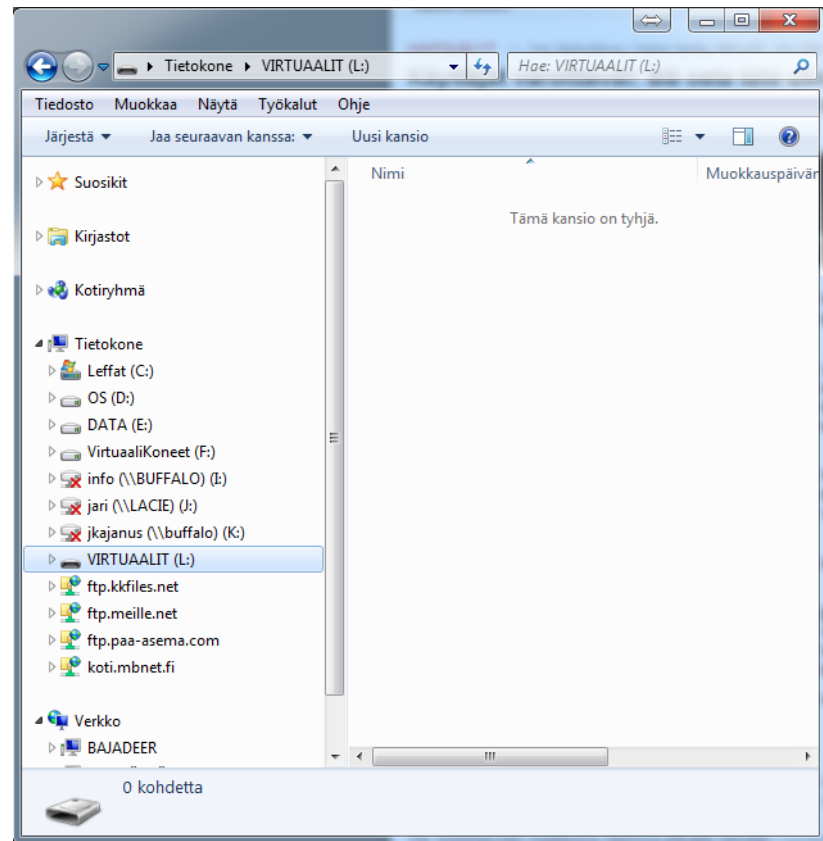 Tietokone VIRTUAALIT (L:) Hae: VIRTUAALIT (L:)
Tiedosto Muokkaa Näytä Työkalut Ohje
Järjestä Jaa seuraavan kanssa: Uusi kansio
Nimi Muokkauspäivän
Tämä kansio on tyhjä.
Suosikit
Kirjastot
Kotiryhmä
Tietokone
Leffat (C:)
OS (D:)
DATA (E:)
VirtuaaliKoneet (F:)
info (\\BUFFALO) (I:)
jari (\\LACIE) (J:)
jkajanus (\\buffalo) (K:)
VIRTUAALIT (L:)
ftp.kkfiles.net
ftp.meille.net
ftp.paa-asema.com
koti.mbnet.fi
Verkko
BAJADEER
0 kohdetta